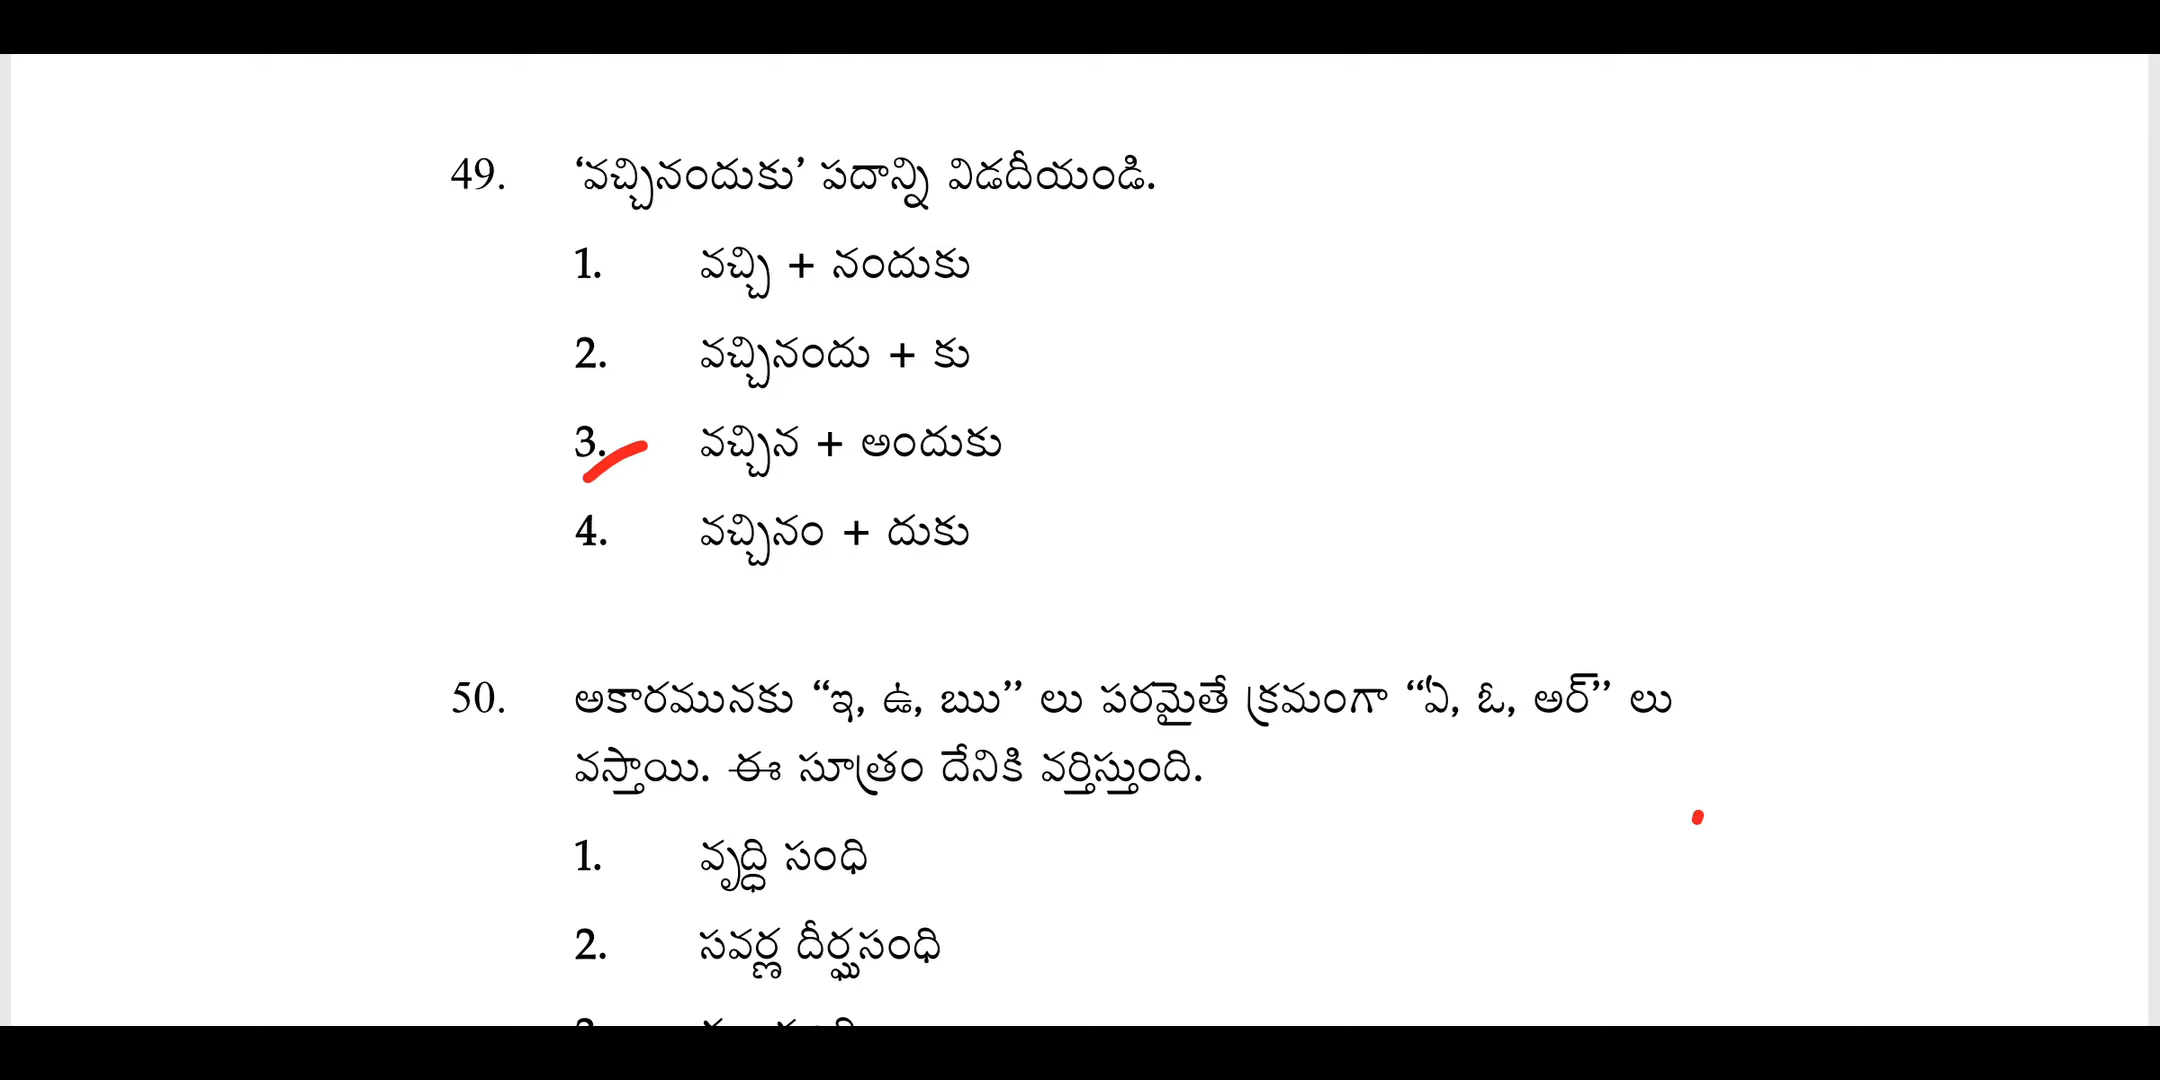 49. ‘వచ్చినందుకు’ పదాన్ని విడదీయండి.
1. వచ్చి + నందుకు
2. వచ్చినందు + కు
3. వచ్చిన + అందుకు
4. వచ్చినం + దుకు
50. అకారమునకు “ఇ, ఉ, ఋ” లు పరమైతే క్రమంగా “ఏ, ఓ, అర్” లు
వస్తాయి. ఈ సూత్రం దేనికి వర్తిస్తుంది.
1. వృద్ధి సంధి
2. సవర్ణ దీర్ఘసంధి